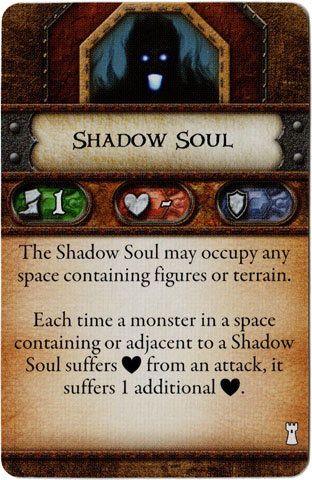 SHADOW SOUL
1 -
The Shadow Soul may occupy any
space containing figures or terrain.
Each time a monster in a space
containing or adjacent to a Shadow
Soul suffers ♥ from an attack, it
suffers 1 additional ♥.